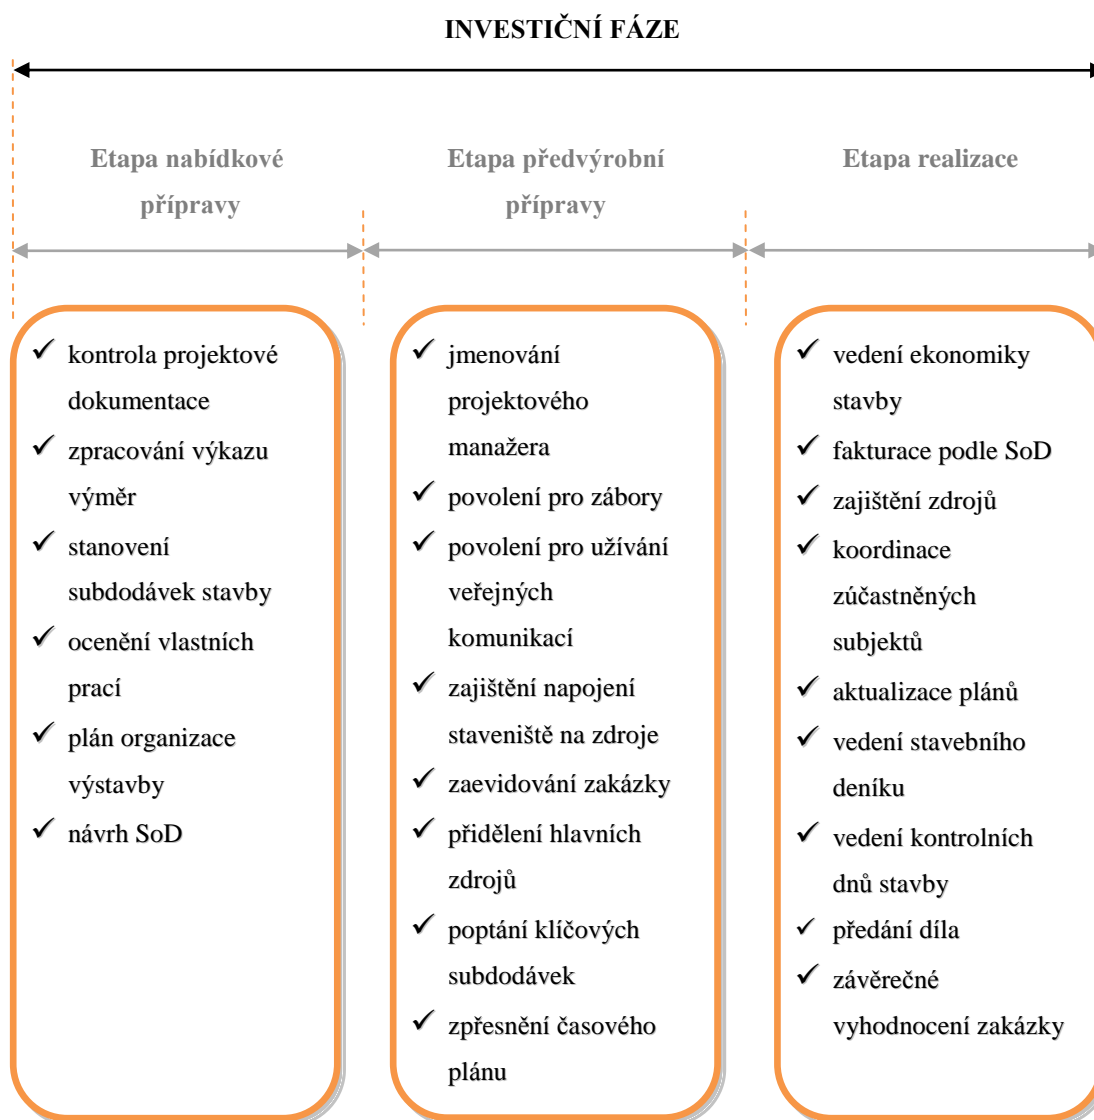 INVESTIČNÍ FÁZE
Etapa nabídkové
přípravy
Etapa předvýrobní
přípravy
Etapa realizace
kontrola projektové
dokumentace
zpracování výkazu
výměr
stanovení
subdodávek stavby
ocenění vlastních
prací
plán organizace
výstavby
návrh SoD
jmenování
projektového
manažera
povolení pro zábory
povolení pro užívání
veřejných
komunikací
zajištění napojení
staveniště na zdroje
zaevidování zakázky
přidělení hlavních
zdrojů
poptání klíčových
subdodávek
zpřesnění časového
plánu
vedení ekonomiky
stavby
fakturace podle SoD
zajištění zdrojů
koordinace
zúčastněných
subjektů
aktualizace plánů
vedení stavebního
deníku
vedení kontrolních
dnů stavby
předání díla
závěrečné
vyhodnocení zakázky